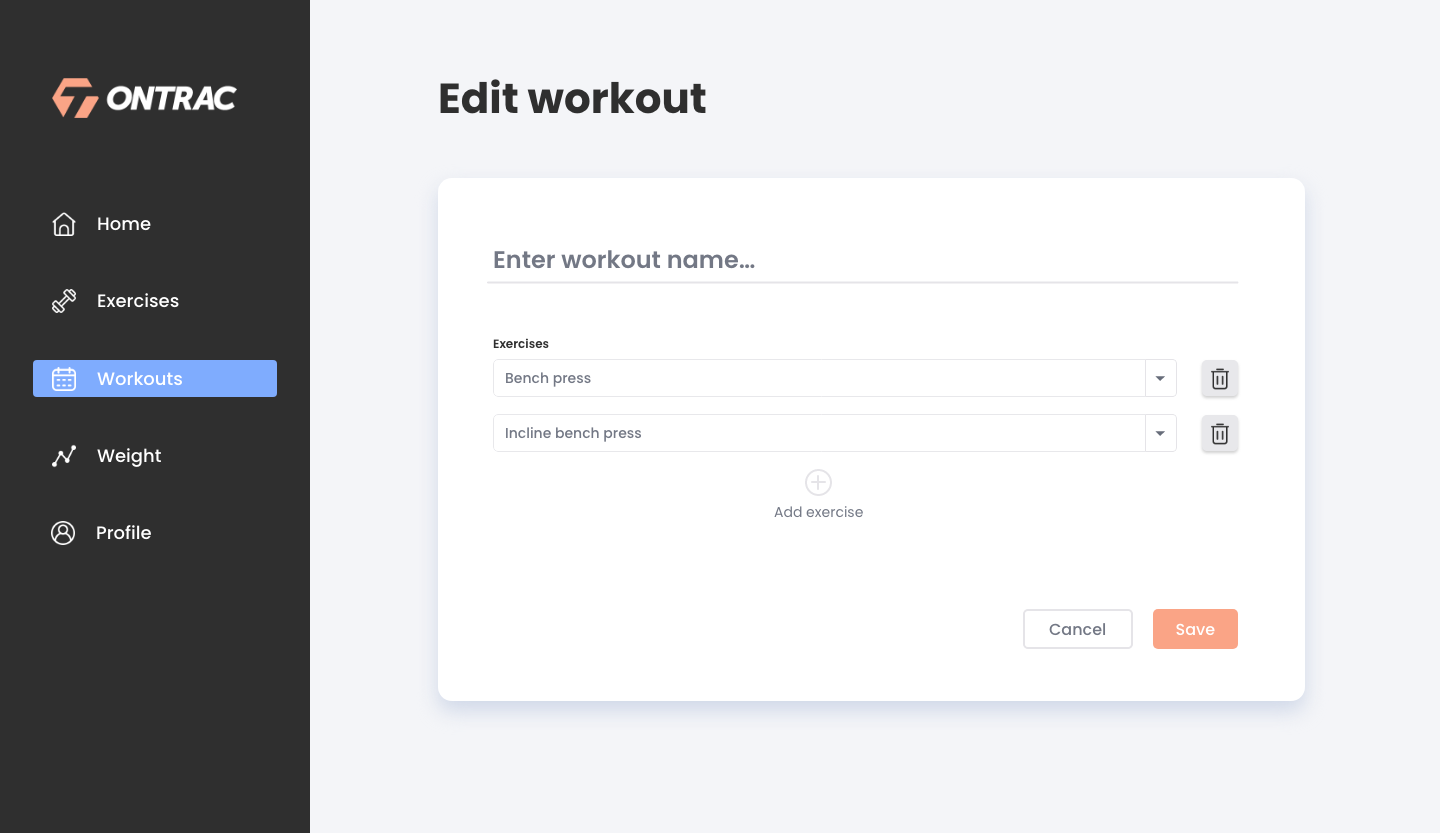 ONTRAC
Home
Exercises
Workouts
Weight
Profile
Edit workout
Enter workout name...
Exercises
Bench press
Incline bench press
Add exercise
Cancel
Save